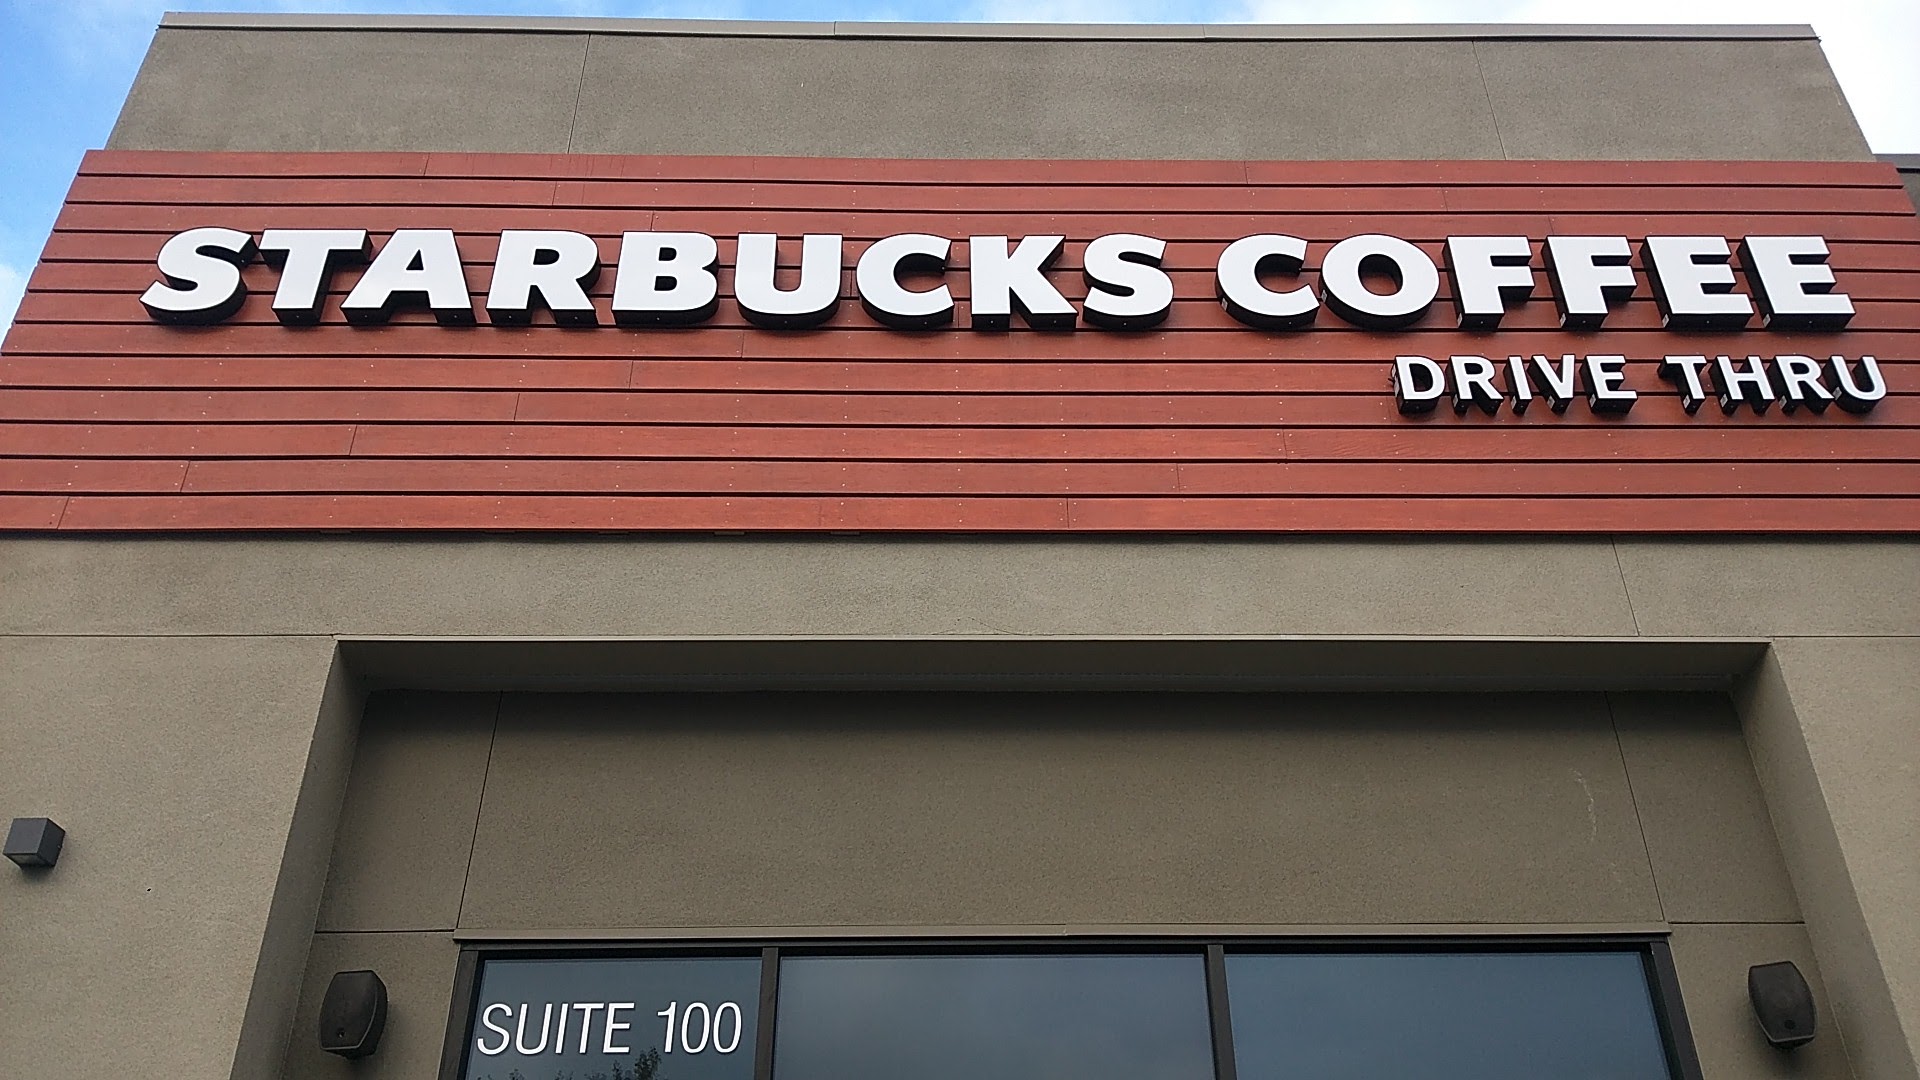 STARBUCKS COFFEE
DRIVE THRU
SUITE 100